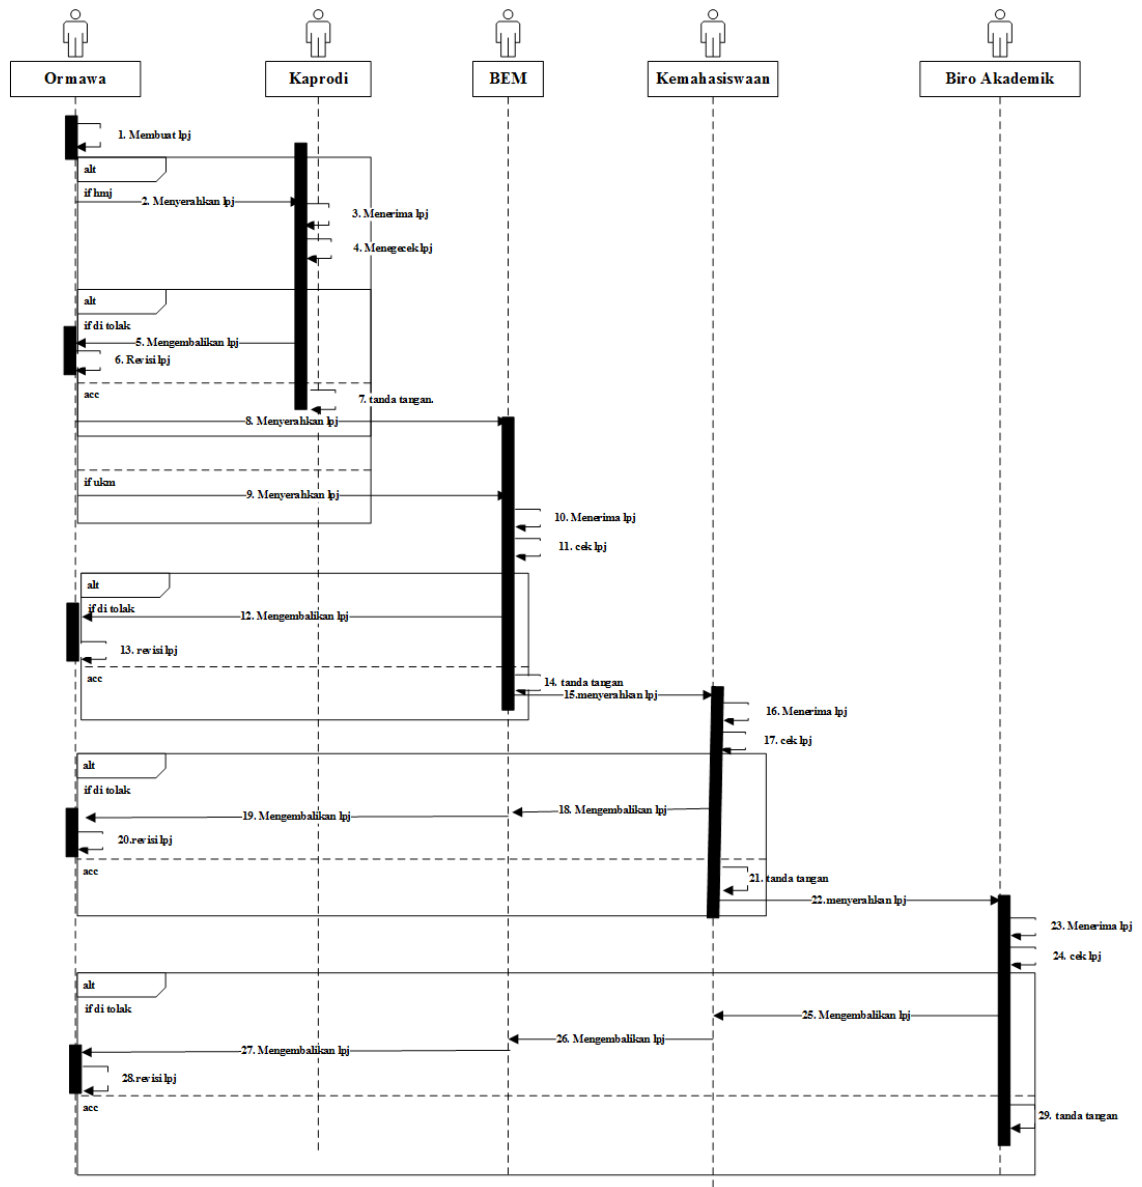 Ormawa
Kaprodi
BEM
Kemahasiswaan
Biro Akademik
1. Membuat lpj
alt
if hmj
2. Menyerahkan lpj
3. Menerima lpj
4. Menegecek lpj
alt
if di tolak
5. Mengembalikan lpj
6. Revisi lpj
acc
7. tanda tangan.
8. Menyerahkan lpj
if ukm
9. Menyerahkan lpj
10. Menerima lpj
11. cek lpj
alt
if di tolak
12. Mengembalikan lpj
13. revisi lpj
acc
14. tanda tangan
15.menyerahkan lpj
16. Menerima lpj
17. cek lpj
alt
if di tolak
18. Mengembalikan lpj
19. Mengembalikan lpj
20.revisi lpj
acc
21. tanda tangan
22.menyerahkan lpj
23. Menerima lpj
24. cek lpj
alt
if di tolak
25. Mengembalikan lpj
26. Mengembalikan lpj
27. Mengembalikan lpj
28.revisi lpj
acc
29. tanda tangan